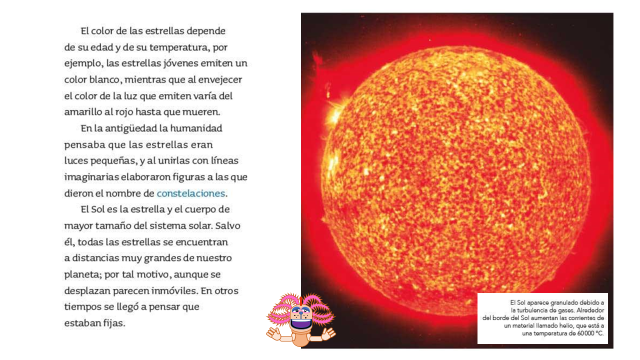 El color de las estrellas depende
de su edad y de su temperatura, por
ejemplo, las estrellas jóvenes emiten un
color blanco, mientras que al envejecer
el color de la luz que emiten varía del
amarillo al rojo hasta que mueren.
En la antigüedad la humanidad
pensaba que las estrellas eran
luces pequeñas, y al unirlas con líneas
imaginarias elaboraron figuras a las que
dieron el nombre de constelaciones.
El Sol es la estrella y el cuerpo de
mayor tamaño del sistema solar. Salvo
él, todas las estrellas se encuentran
a distancias muy grandes de nuestro
planeta; por tal motivo, aunque se
desplazan parecen inmóviles. En otros
tiempos se llegó a pensar que
estaban fijas.
El Sol aparece granulado debido a
la turbulencia de gases. Alrededor
del borde del Sol aumentan las corrientes de
un material llamado helio, que está a
una temperatura de 60000 °C.